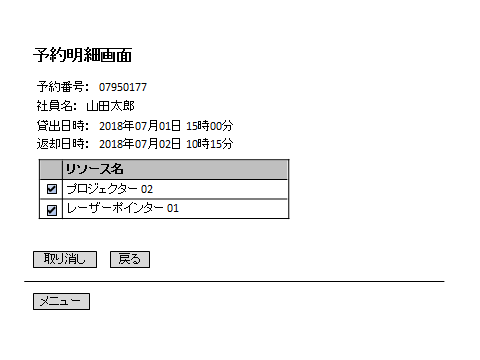 予約明細画面
予約番号： 07950177
社員名： 山田太郎
貸出日時： 2018年07月01日 15時00分
返却日時： 2018年07月02日 10時15分
リソース名
プロジェクター 02
レーザーポインター 01
取り消し 戻る
メニュー